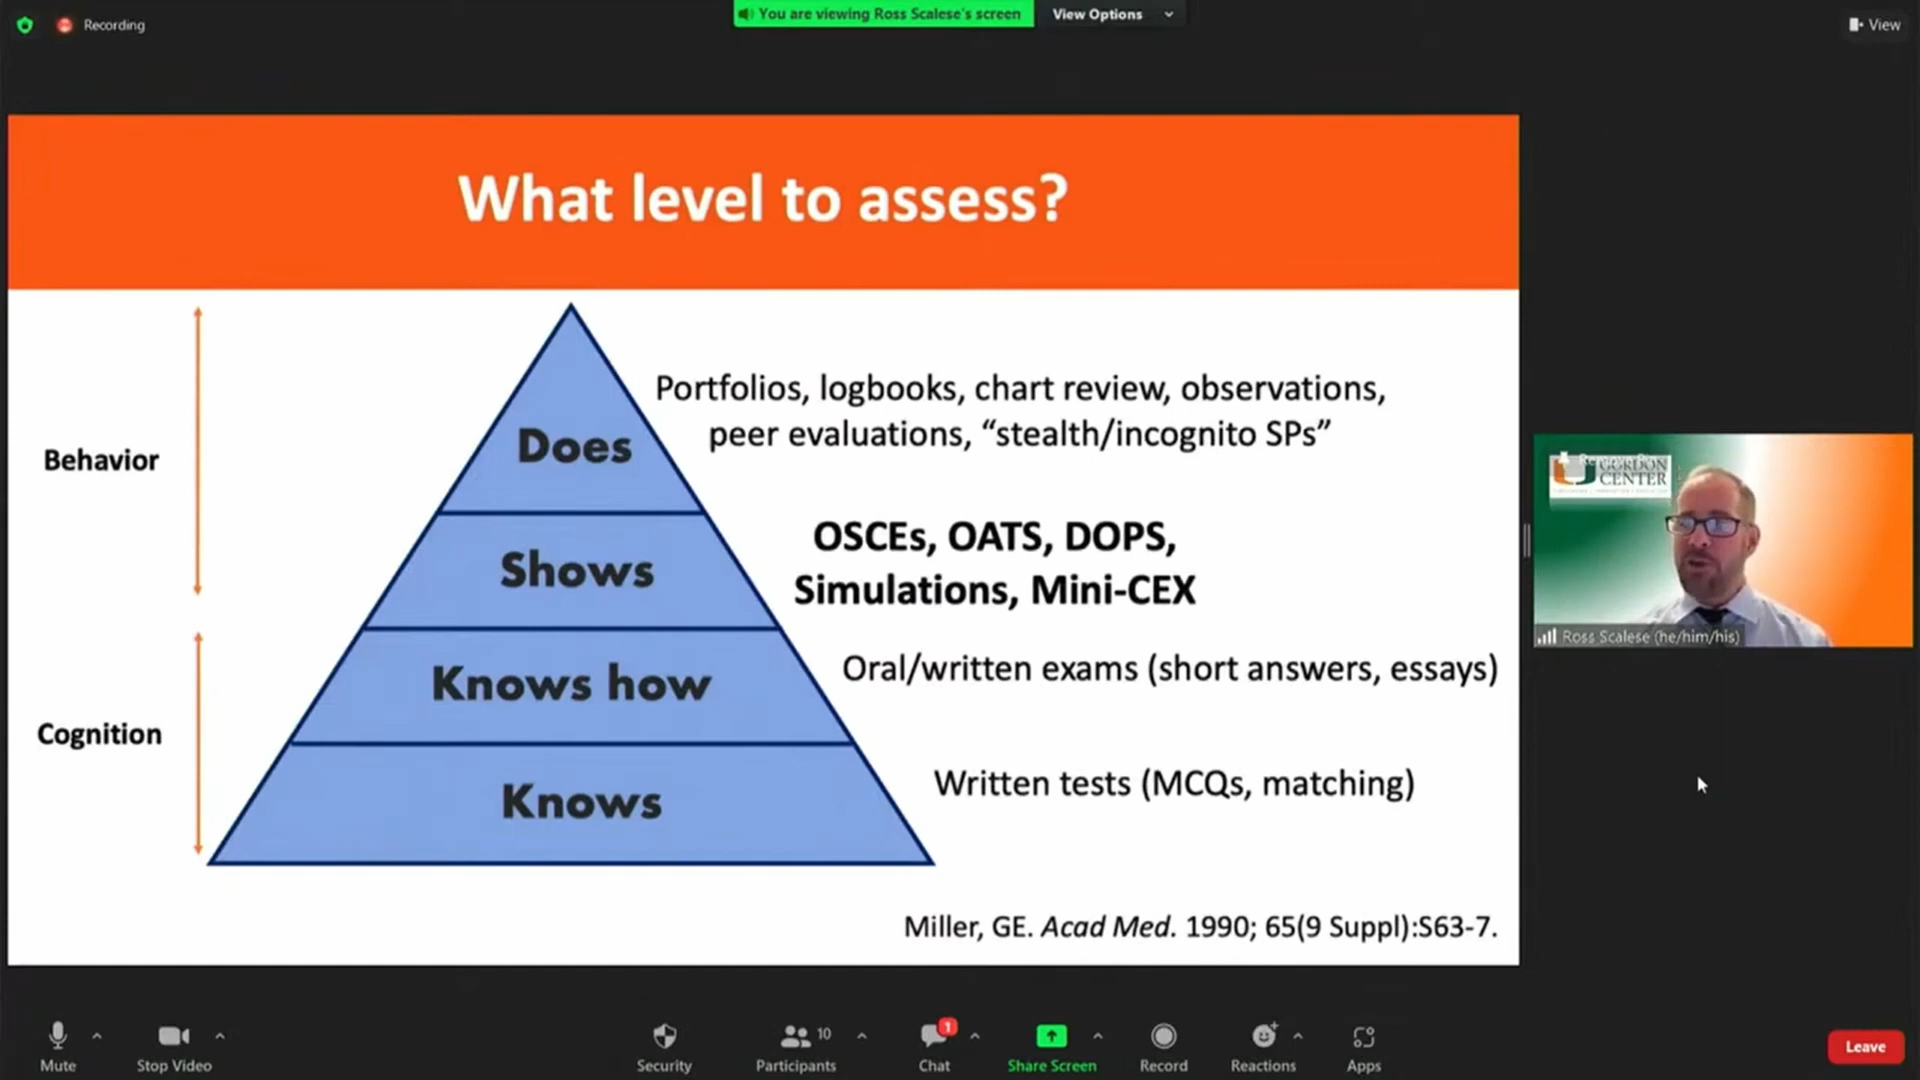 Recording
You are viewing Ross Scalese's screen
View Options
View
What level to assess?
Behavior
Cognition
Does
Shows
Knows how
Knows
Portfolios, logbooks, chart review, observations,
peer evaluations, “stealth/incognito SPs”
OSCEs, OATS, DOPS,
Simulations, Mini-CEX
Oral/written exams (short answers, essays)
Written tests (MCQs, matching)
Miller, GE. Acad Med. 1990; 65(9 Suppl):S63-7.
GORDON
CENTER
Ross Scalese (he/him/his)
Mute
Stop Video
Security
10
Participants
1
Chat
Share Screen
Record
Reactions
Apps
Leave